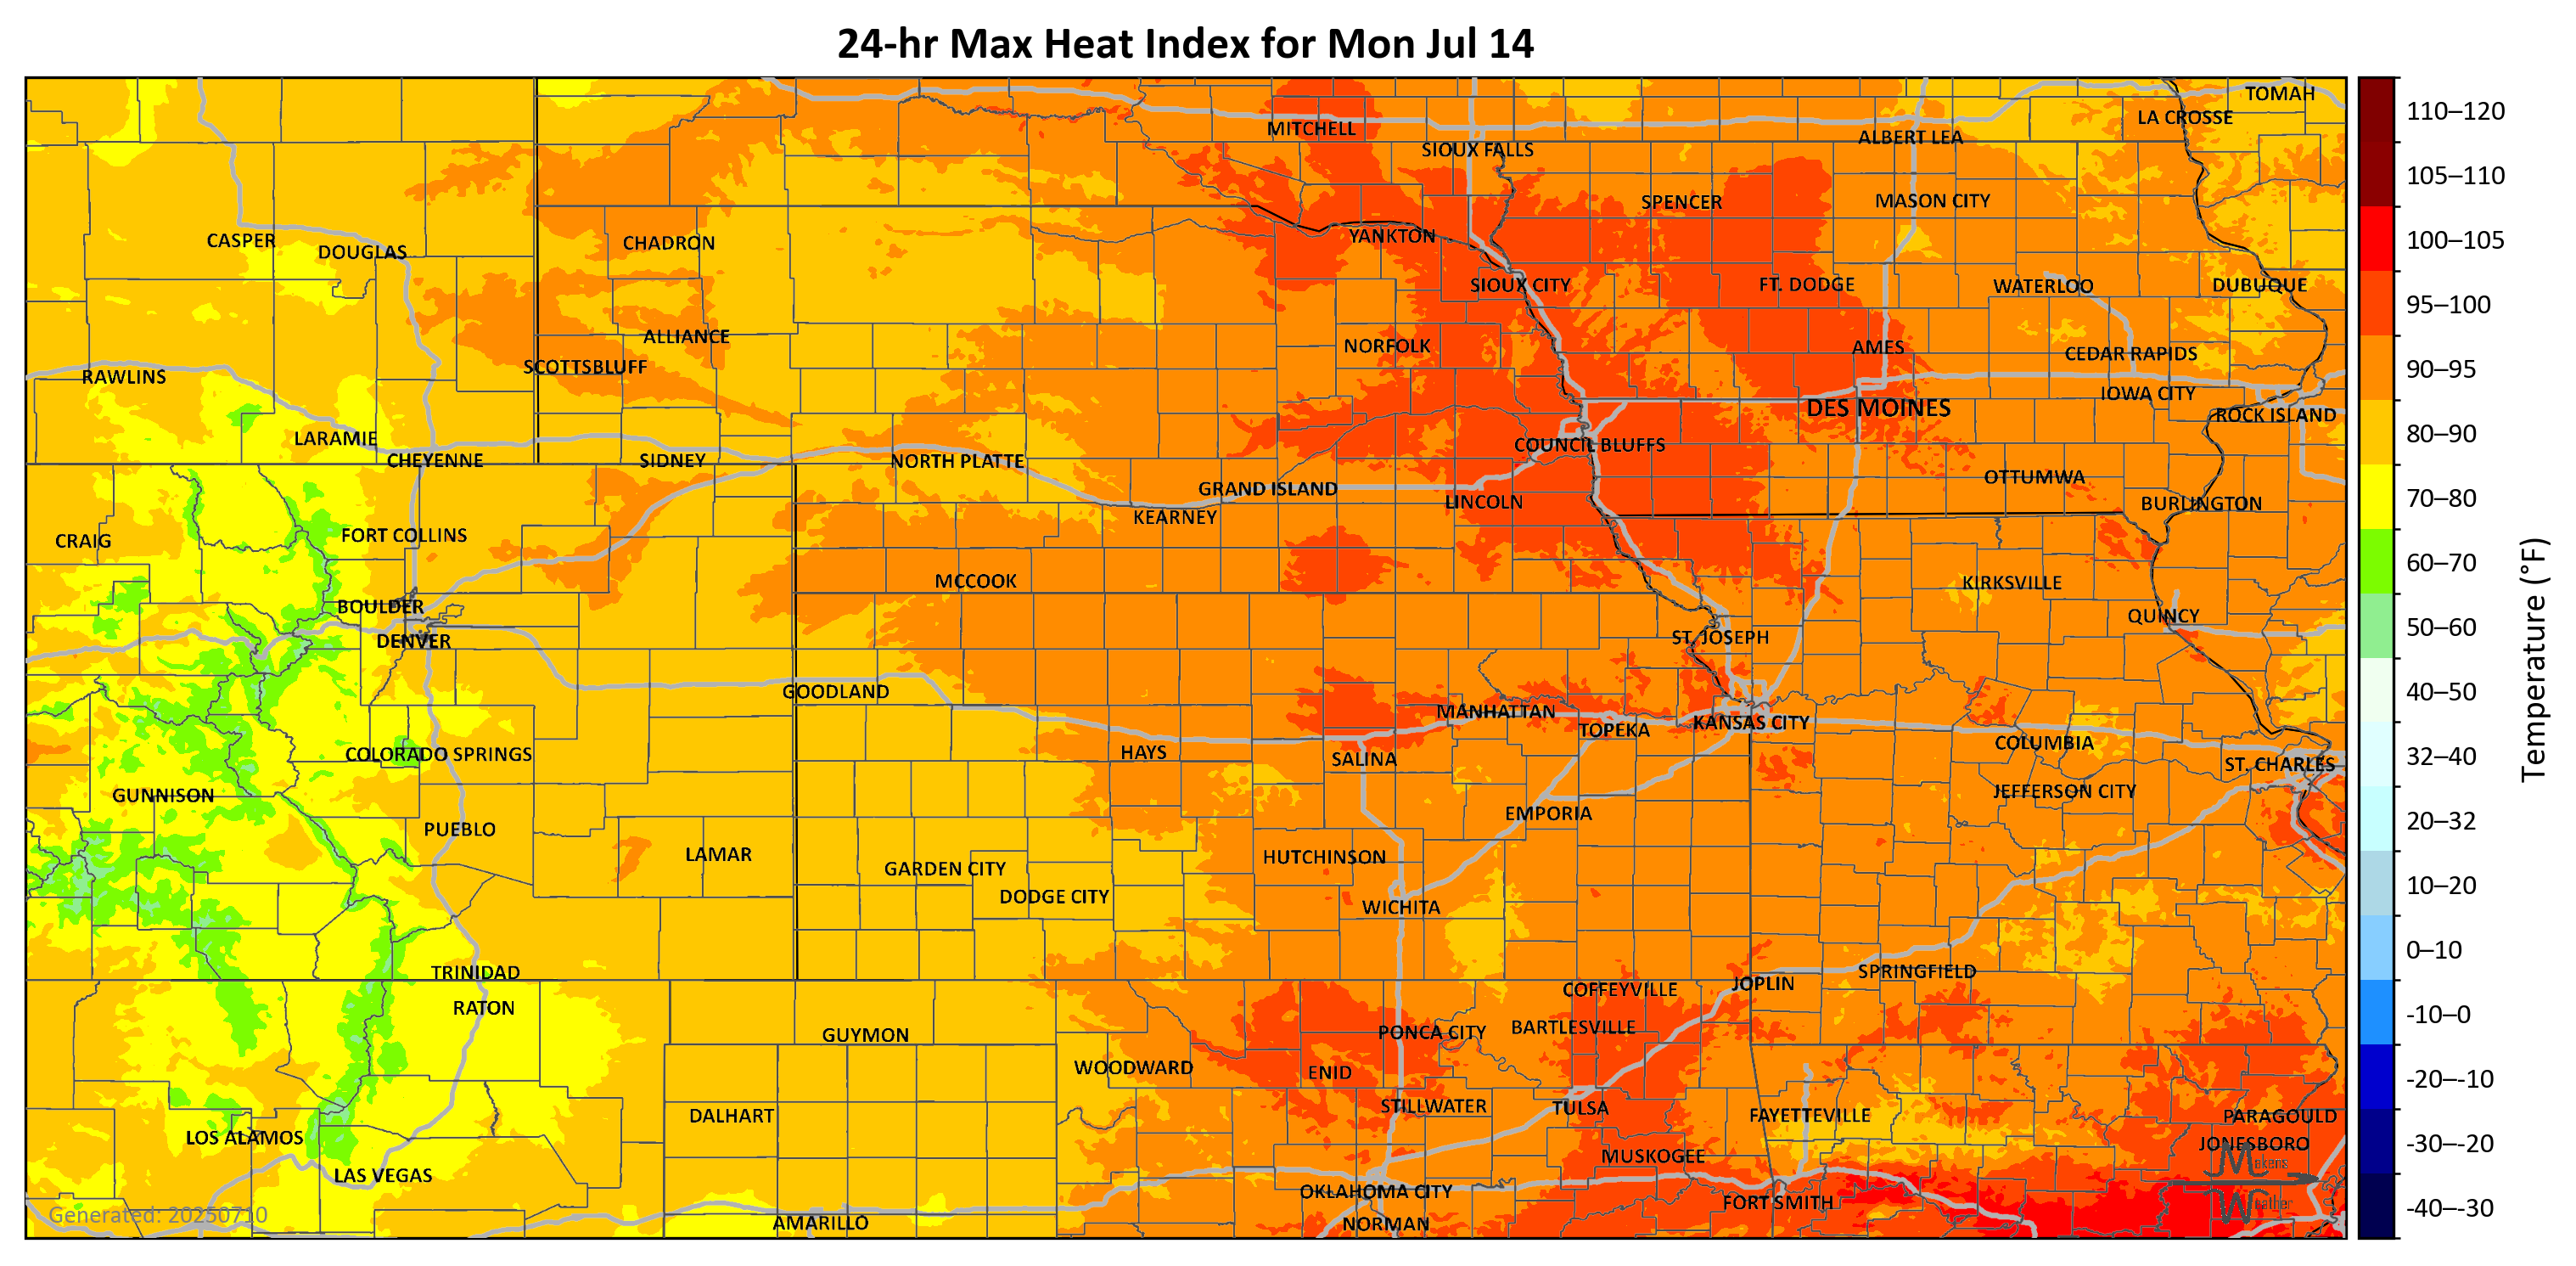 24-hr Max Heat Index for Mon Jul 14
TOMAH
LA CROSSE
MITCHELL
ALBERT LEA
SIOUX FALLS
SPENCER
MASON CITY
CASPER
DOUGLAS
CHADRON
YANKTON
SIOUX CITY
FT. DODGE
WATERLOO
DUBUQUE
ALLIANCE
NORFOLK
AMES
CEDAR RAPIDS
SCOTTSBLUFF
RAWLINS
IOWA CITY
DES MOINES
ROCK ISLAND
LARAMIE
COUNCIL BLUFFS
CHEYENNE
SIDNEY
NORTH PLATTE
OTTUMWA
GRAND ISLAND
LINCOLN
BURLINGTON
KEARNEY
CRAIG
FORT COLLINS
MCCOOK
KIRKSVILLE
BOULDER
QUINCY
DENVER
ST. JOSEPH
GOODLAND
MANHATTAN
KANSAS CITY
TOPEKA
COLUMBIA
COLORADO SPRINGS
HAYS
SALINA
ST. CHARLES
GUNNISON
JEFFERSON CITY
EMPORIA
PUEBLO
LAMAR
HUTCHINSON
GARDEN CITY
DODGE CITY
WICHITA
TRINIDAD
SPRINGFIELD
JOPLIN
COFFEYVILLE
RATON
GUYMON
PONCA CITY
BARTLESVILLE
WOODWARD
ENID
STILLWATER
TULSA
DALHART
FAYETTEVILLE
PARAGOULD
LOS ALAMOS
JONESBORO
MUSKOGEE
LAS VEGAS
OKLAHOMA CITY
FORT SMITH
AMARILLO
NORMAN
Generated: 20250710
Makens
Weather
110–120
105–110
100–105
95–100
90–95
80–90
70–80
60–70
50–60
40–50
32–40
20–32
10–20
0–10
-10–0
-20–-10
-30–-20
-40–-30
Temperature (°F)